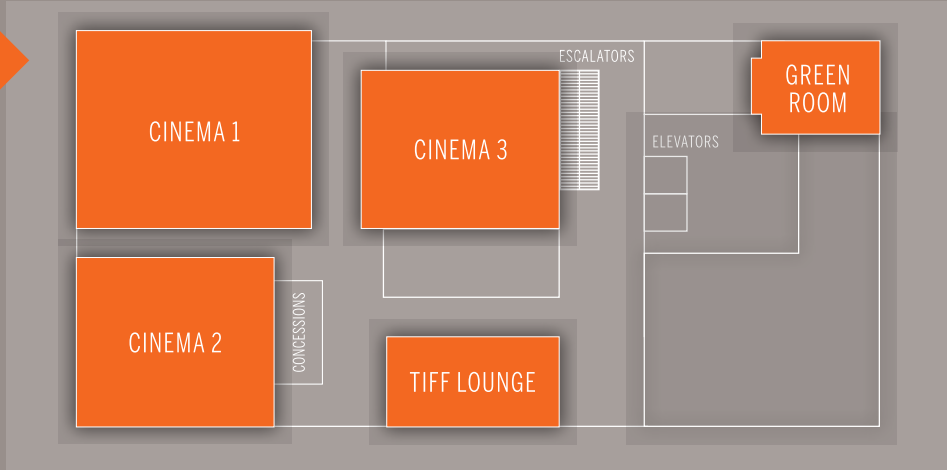 CINEMA 1
CINEMA 3
ESCALATORS
GREEN
ROOM
ELEVATORS
CINEMA 2
CONCESSIONS
TIFF LOUNGE